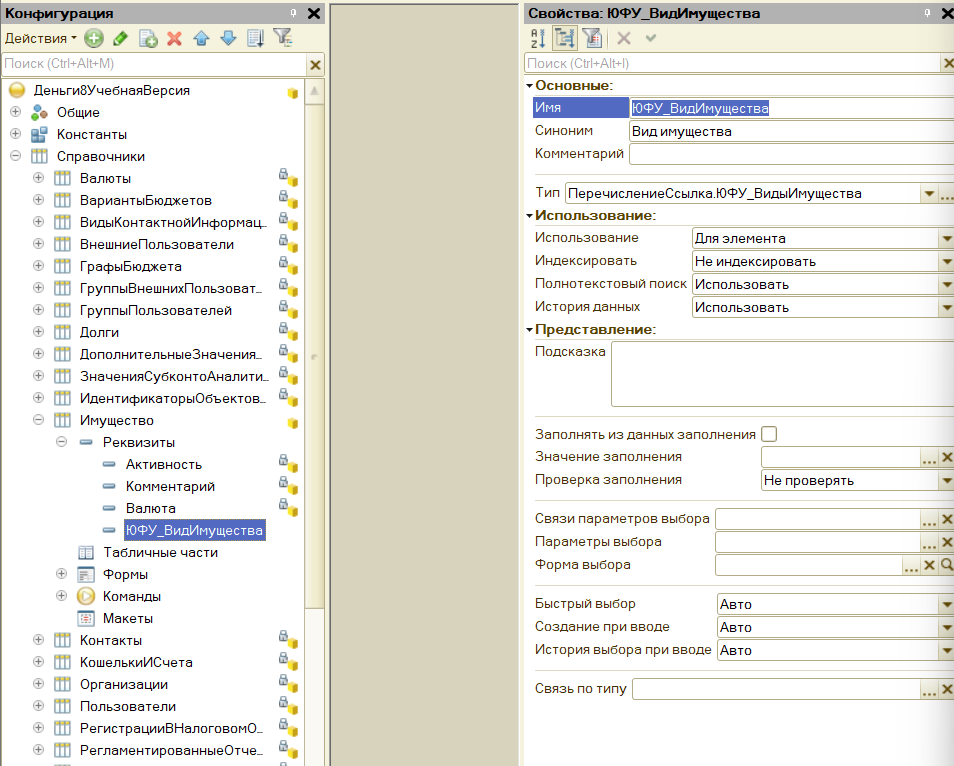 Конфигурация
Действия
Поиск (Ctrl+Alt+M)
Деньги8УчебнаяВерсия
Общие
Константы
Справочники
Валюты
ВариантыБюджетов
ВидыКонтактнойИнформац...
ВнешниеПользователи
ГрафыБюджета
ГруппыВнешнихПользоват...
ГруппыПользователей
Долги
ДополнительныеЗначения...
ЗначенияСубконтоАналити...
ИдентификаторыОбъектов...
Имущество
Реквизиты
Активность
Комментарий
Валюта
ЮФУ_ВидИмущества
Табличные части
Формы
Команды
Макеты
Контакты
КошелькиИСчета
Организации
Пользователи
РегистрацииВНалоговомО...
РегламентированныеОтче...
Свойства: ЮФУ_ВидИмущества
Поиск (Ctrl+Alt+I)
Основные:
Имя ЮФУ_ВидИмущества
Синоним Вид имущества
Комментарий
Тип ПеречислениеСсылка.ЮФУ_ВидыИмущества ...
Использование:
Использование Для элемента
Индексировать Не индексировать
Полнотекстовый поиск Использовать
История данных Использовать
Представление:
Подсказка
Заполнять из данных заполнения
Значение заполнения ...
Проверка заполнения Не проверять
Связи параметров выбора ...
Параметры выбора ...
Форма выбора ...
Быстрый выбор Авто
Создание при вводе Авто
История выбора при вводе Авто
Связь по типу ...